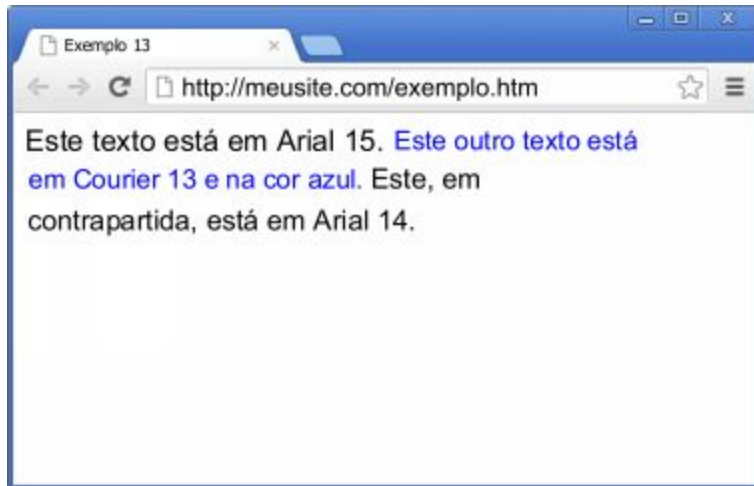 Exemplo 13
http://meusite.com/exemplo.htm
Este texto está em Arial 15. Este outro texto está
em Courier 13 e na cor azul. Este, em
contrapartida, está em Arial 14.